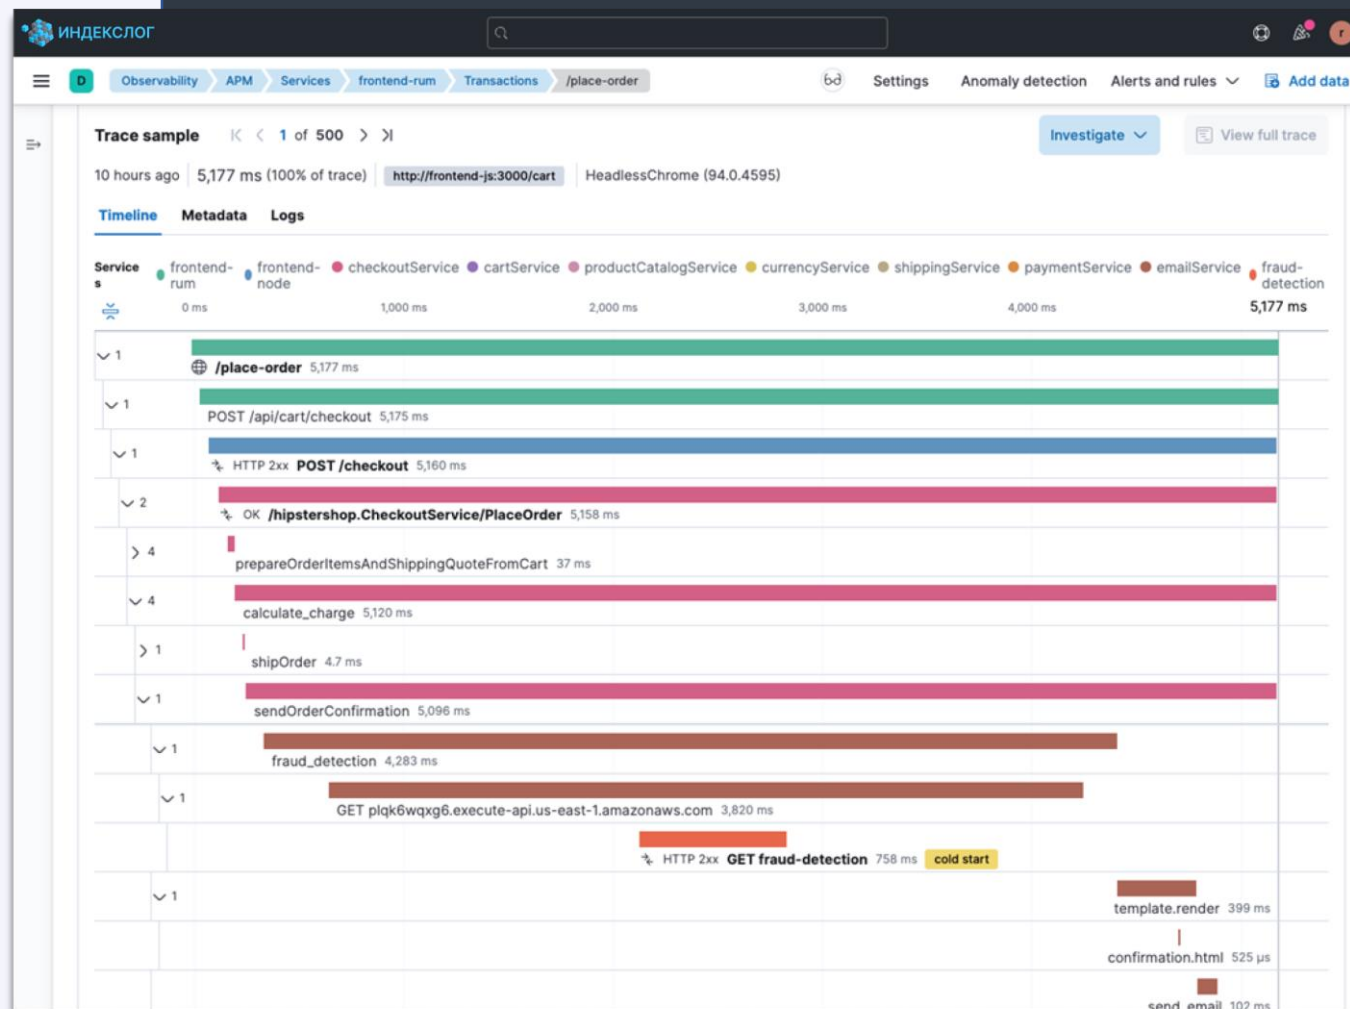 ИНДЕКСЛОГ
r
D Observability APM Services frontend-rum Transactions /place-order Settings Anomaly detection Alerts and rules Add data
Trace sample 1 of 500 Investigate View full trace
10 hours ago 5,177 ms (100% of trace) http://frontend-js:3000/cart HeadlessChrome (94.0.4595)
Timeline Metadata Logs
Service
s
frontend-
rum
frontend-
node
checkoutService cartService productCatalogService currencyService shippingService paymentService emailService
fraud-
detection
0 ms 1,000 ms 2,000 ms 3,000 ms 4,000 ms 5,177 ms
1
/place-order 5,177 ms
1
POST /api/cart/checkout 5,175 ms
1
HTTP 2xx POST /checkout 5,160 ms
2
OK /hipstershop.CheckoutService/PlaceOrder 5,158 ms
4
prepareOrderItemsAndShippingQuoteFromCart 37 ms
4
calculate_charge 5,120 ms
1
shipOrder 4.7 ms
1
sendOrderConfirmation 5,096 ms
1
fraud_detection 4,283 ms
1
GET plqk6wqxg6.execute-api.us-east-1.amazonaws.com 3,820 ms
HTTP 2xx GET fraud-detection 758 ms cold start
1
template.render 399 ms
confirmation.html 525 μs
send_email 102 ms